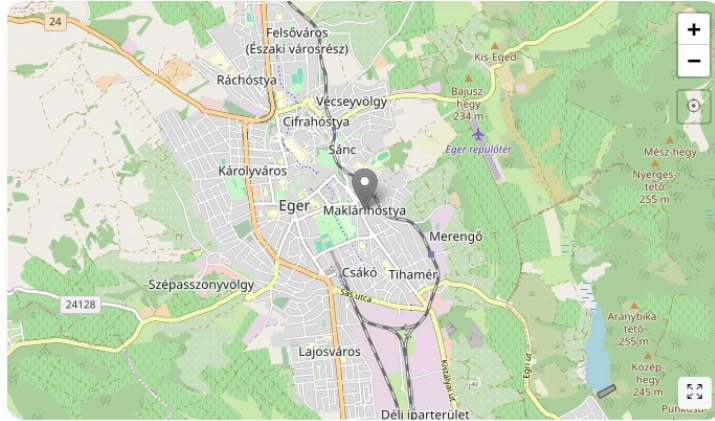 24
Felsőváros
(Északi városrész)
+
−
Kis-Eged
Ráchóstya
Bajusz-
hegy
234 m
Vécseyvölgy
Cifrahóstya
Eger repülőtér
Sánc
Mész-hegy
Nyerges-
tető
255 m
Károlyváros
Eger
Maklárihóstya
Merengő
Csákó
Tihamér
Szépasszonyvölgy
Sas utca
24128
Aranybika-
tető
255 m
Lajosváros
Kistályai út
Egri út
Közép-
hegy
245 m
Déli iparterület